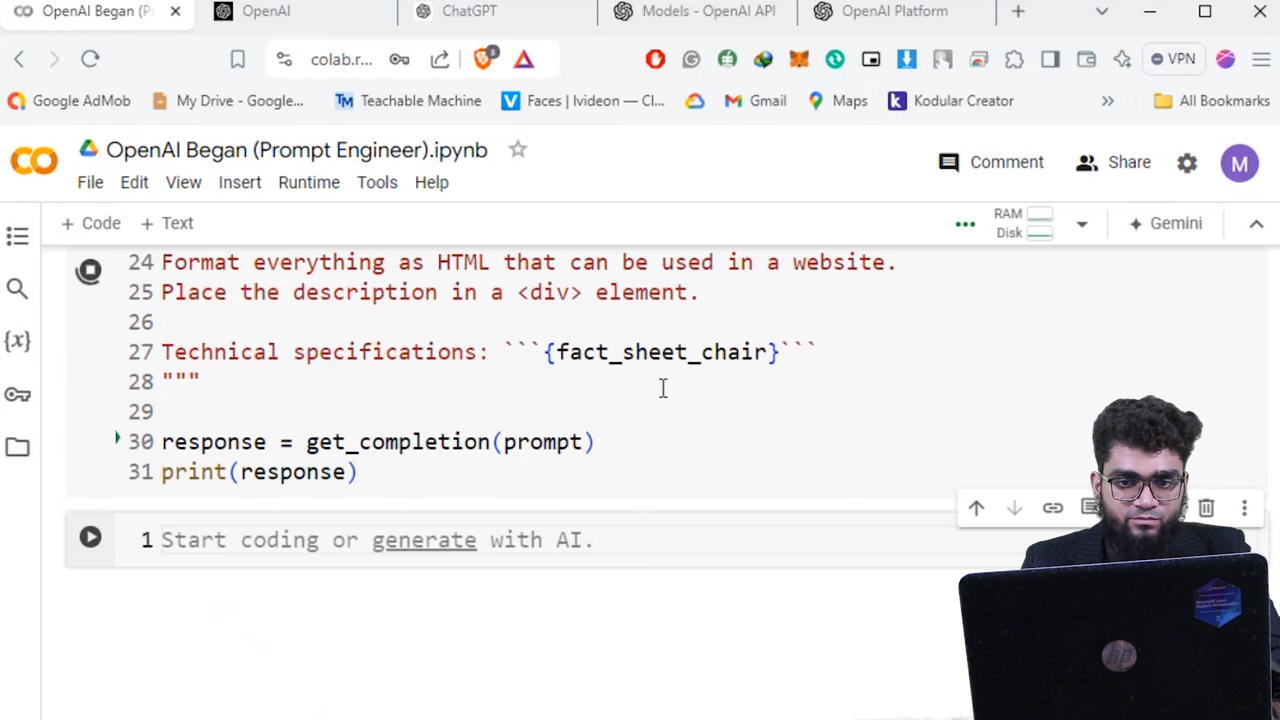 OpenAI Began (P
OpenAI
ChatGPT
Models - OpenAI API
OpenAI Platform
colab.r...
3
VPN
Google AdMob
My Drive - Google...
TM Teachable Machine
V Faces | Ivideon — Cl...
Gmail
Maps
K Kodular Creator
All Bookmarks
CO
OpenAI Began (Prompt Engineer).ipynb
Comment
Share
M
File Edit View Insert Runtime Tools Help
+ Code + Text
RAM
Disk
Gemini
24 Format everything as HTML that can be used in a website.
25 Place the description in a <div> element.
26
27 Technical specifications: ```{fact_sheet_chair}```
28 """
29
30 response = get_completion(prompt)
31 print(response)
{x}
1 Start coding or generate with AI.
hp